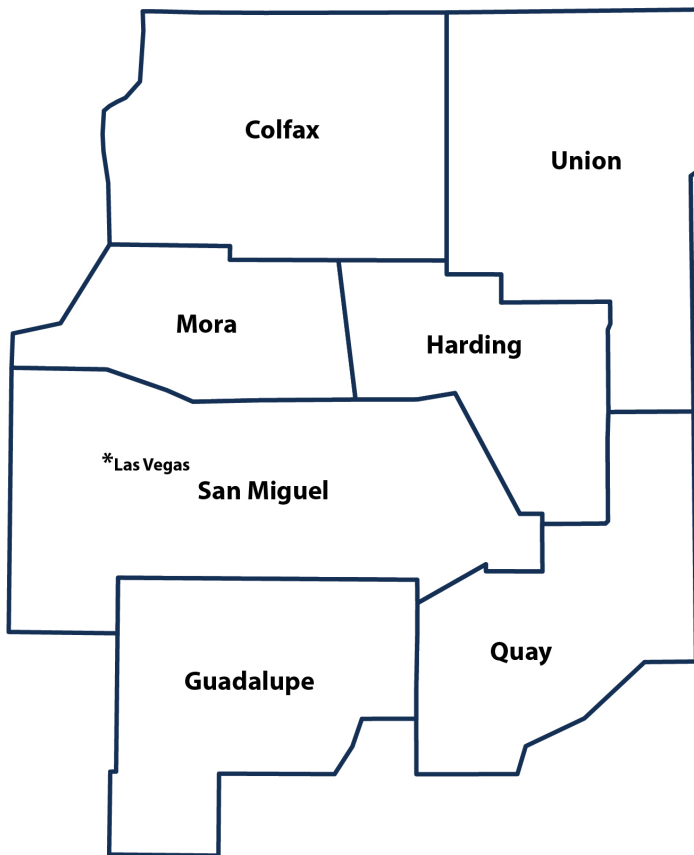 Colfax
Union
Mora
Harding
*Las Vegas
San Miguel
Quay
Guadalupe